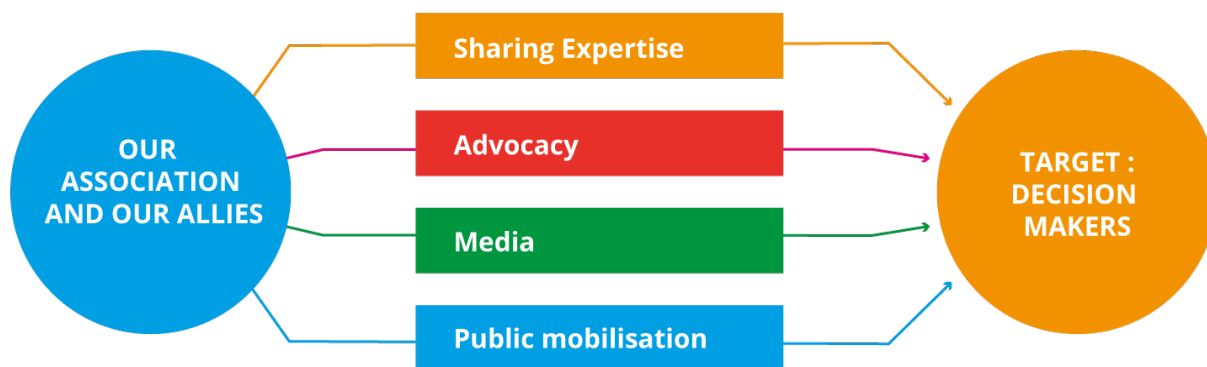 OUR
ASSOCIATION
AND OUR ALLIES
Sharing Expertise
Advocacy
Media
Public mobilisation
TARGET :
DECISION
MAKERS